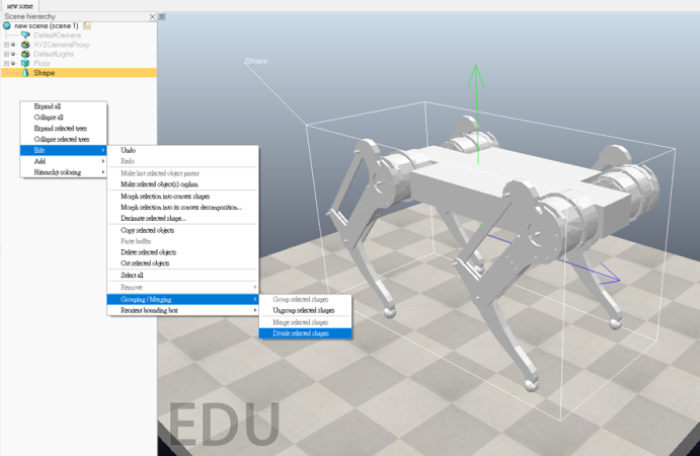 new scene
Scene hierarchy
new scene (scene 1)
DefaultCamera
XYZCameraProxy
DefaultLights
Floor
Shape
Shape
Expand all
Collapse all
Expand selected trees
Collapse selected trees
Edit
Add
Hierarchy coloring
Undo
Redo
Make last selected object parent
Make selected object(s) orphan
Morph selection into convex shapes
Morph selection into its convex decomposition...
Decimate selected shape...
Copy selected objects
Paste buffer
Delete selected objects
Cut selected objects
Select all
Remove
Grouping / Merging
Reorient bounding box
Group selected shapes
Ungroup selected shapes
Merge selected shapes
Divide selected shapes
EDU